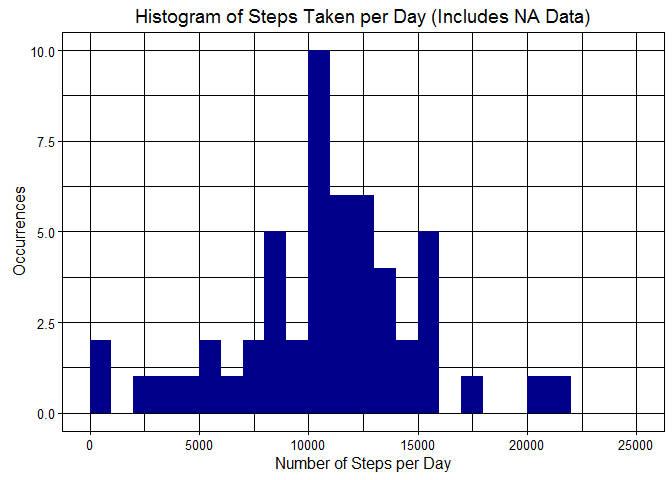 Histogram of Steps Taken per Day (Includes NA Data)
10.0
7.5
5.0
2.5
0.0
Occurrences
0 5000 10000 15000 20000 25000
Number of Steps per Day